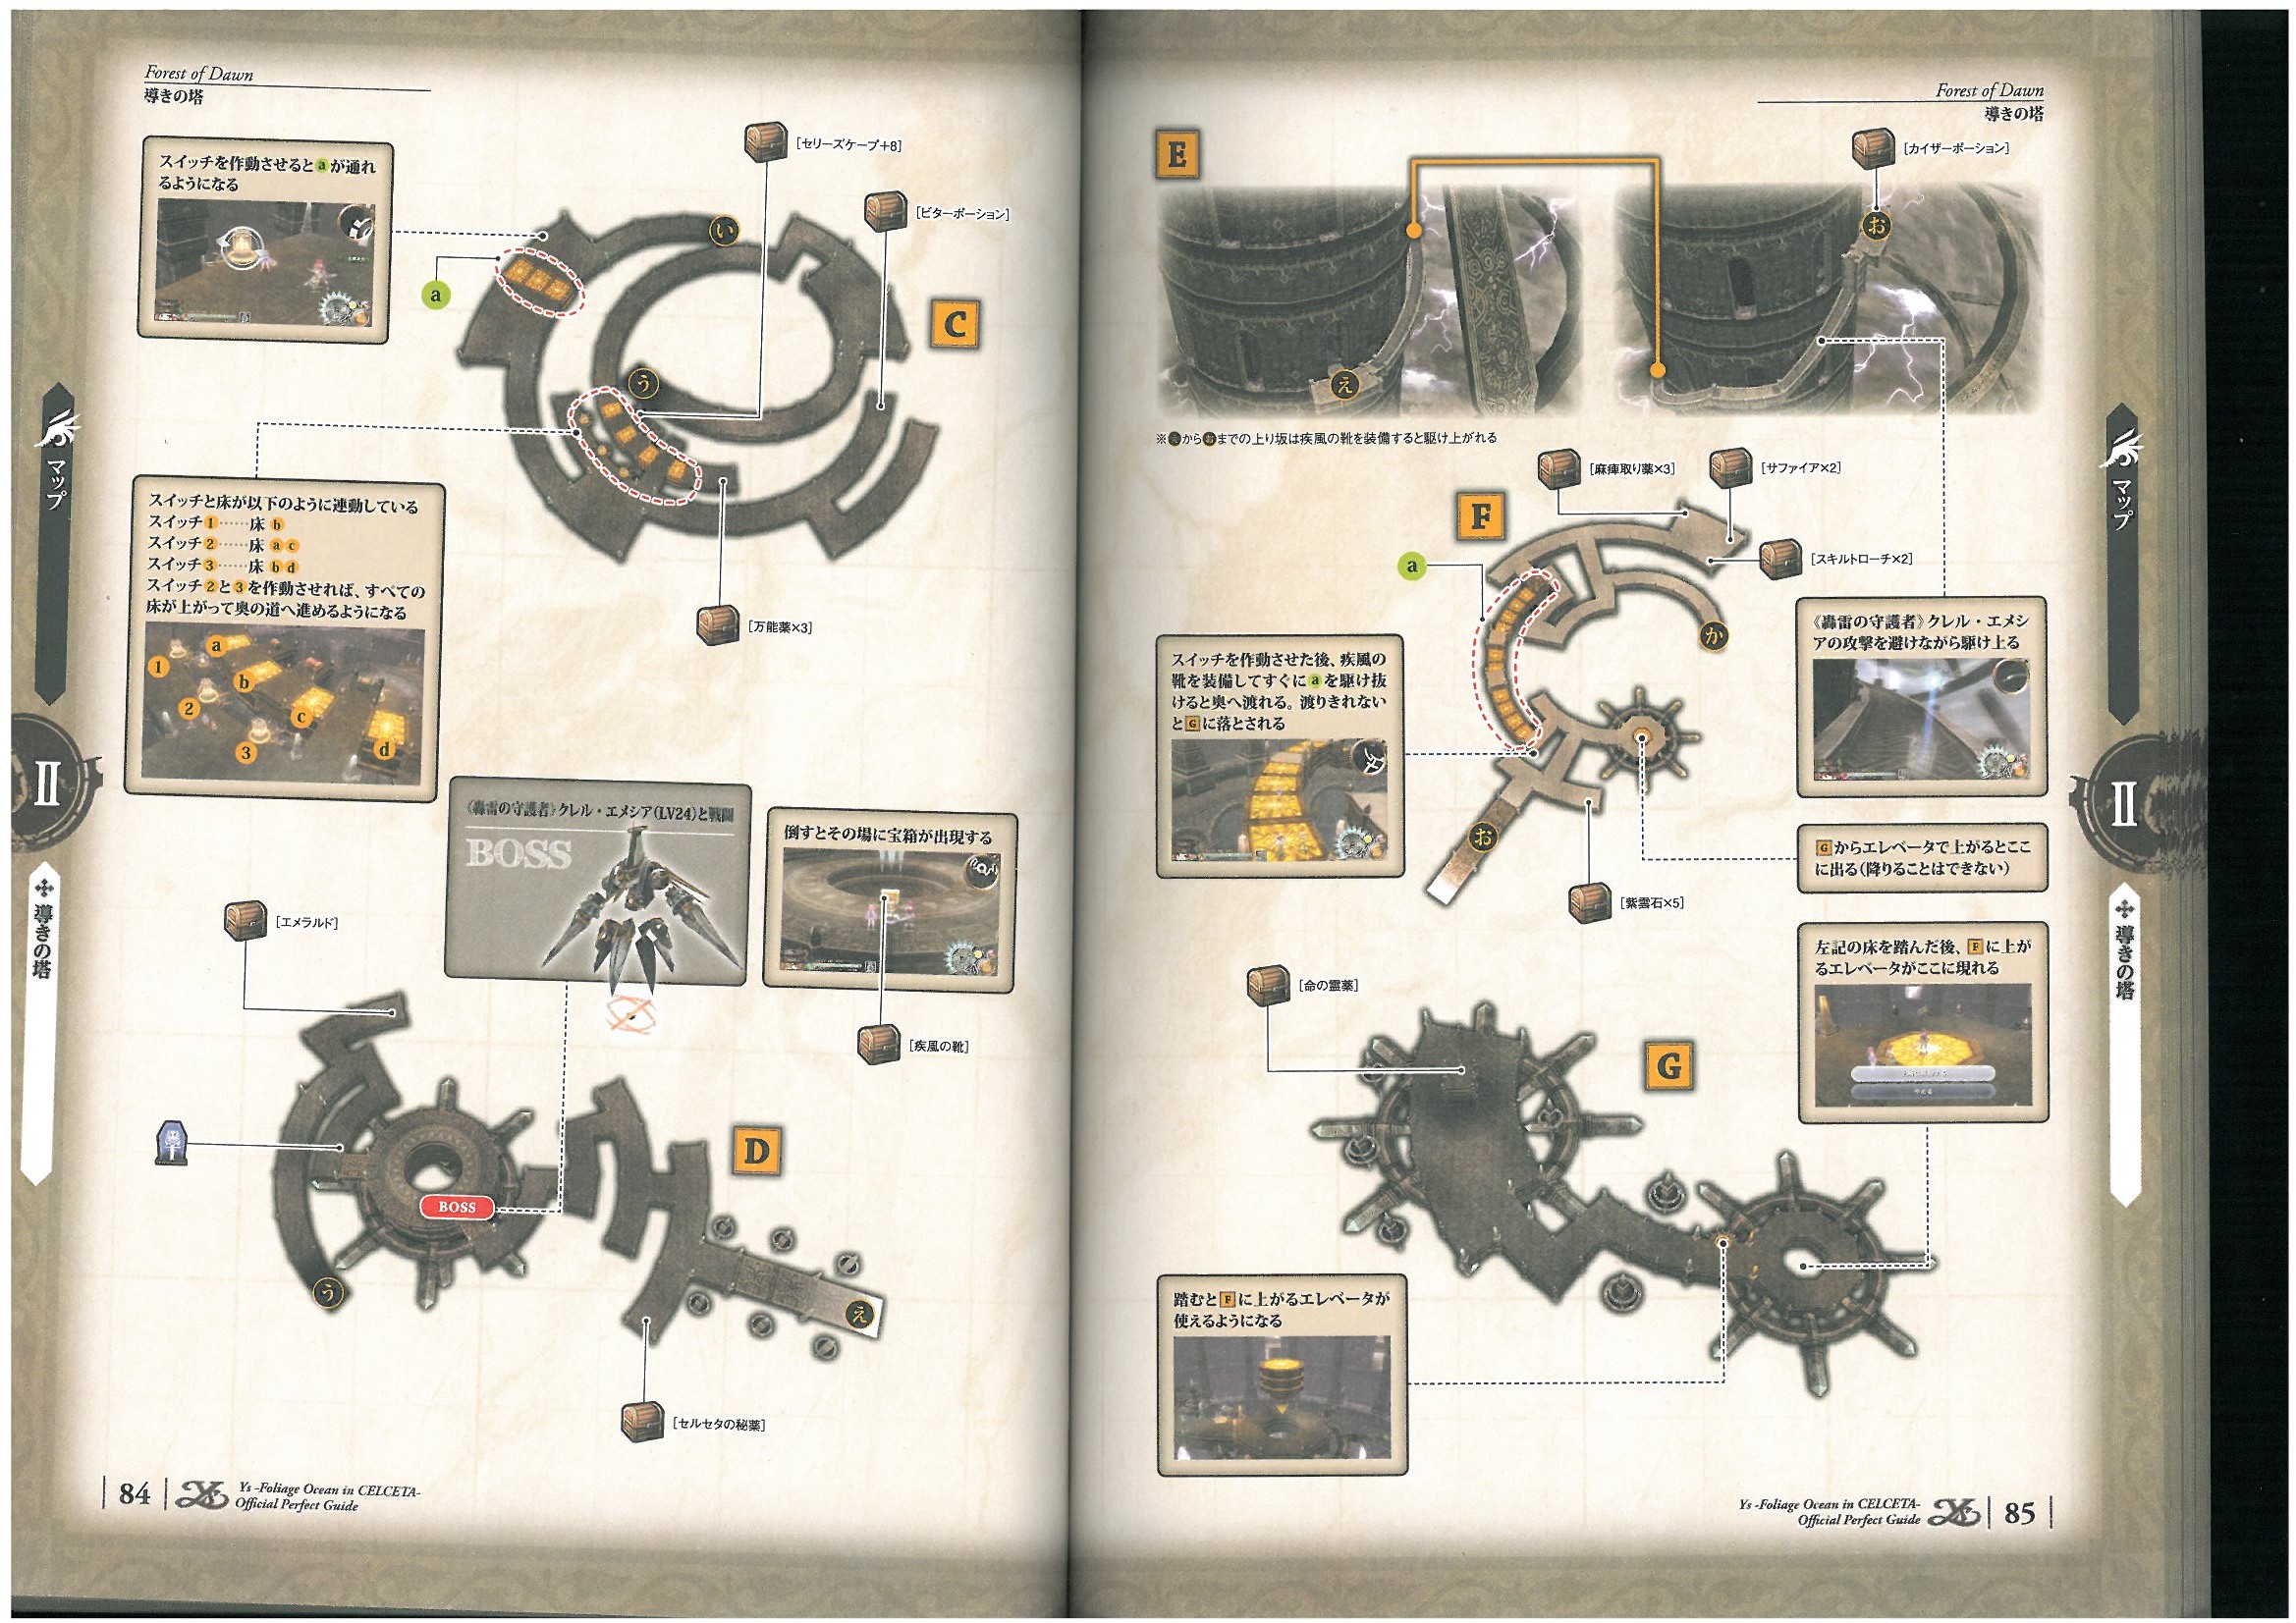 Forest of Dawn
導きの塔
スイッチを作動させるとaが通れ
るようになる
a
[セリーズケープ+8]
[ビターポーション]
い
C
う
スイッチと床が以下のように連動している
スイッチ1……床 b
スイッチ2……床 a c
スイッチ3……床 b d
スイッチ2と3を作動させれば、すべての
床が上がって奥の道へ進めるようになる
1
a
b
2
c
3
d
[万能薬×3]
《轟雷の守護者》クレル・エメシア(LV24)と戦闘
BOSS
倒すとその場に宝箱が出現する
[疾風の靴]
[エメラルド]
D
BOSS
う
え
[セルセタの秘薬]
マップ
II
導きの塔
84
Ys
Ys -Foliage Ocean in CELCETA-
Official Perfect Guide
Forest of Dawn
導きの塔
E
[カイザーポーション]
お
え
※えからおまでの上り坂は疾風の靴を装備すると駆け上がれる
[麻痺取り薬×3]
[サファイア×2]
F
a
[スキルトローチ×2]
か
スイッチを作動させた後、疾風の
靴を装備してすぐにaを駆け抜
けると奥へ渡れる。渡りきれない
とGに落とされる
お
[紫雲石×5]
《轟雷の守護者》クレル・エメシ
アの攻撃を避けながら駆け上る
Gからエレベータで上がるとここ
に出る(降りることはできない)
左記の床を踏んだ後、Fに上が
るエレベータがここに現れる
[命の霊薬]
G
踏むとFに上がるエレベータが
使えるようになる
マップ
II
導きの塔
Ys -Foliage Ocean in CELCETA-
Official Perfect Guide
Ys
85